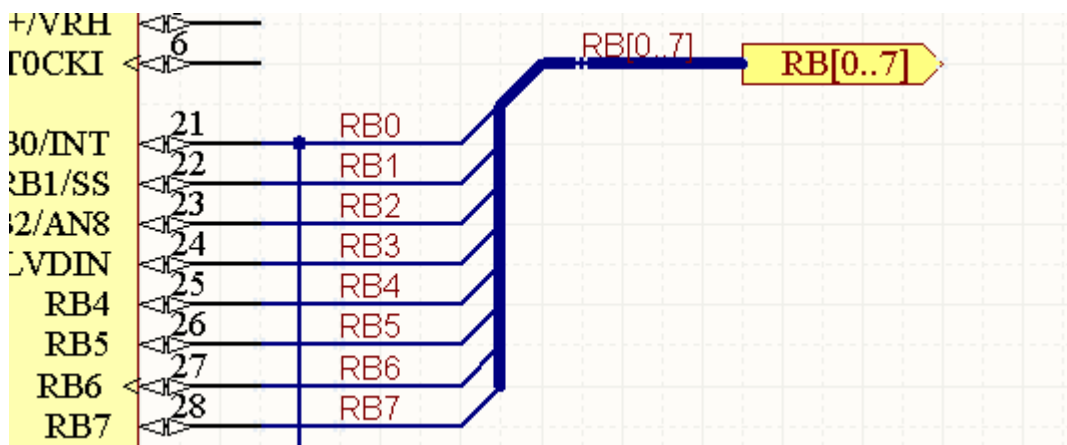 +/VRH
T0CKI 6 RB[0..7] RB[0..7]
B0/INT 21 RB0
RB1/SS 22 RB1
B2/AN8 23 RB2
LVDIN 24 RB3
RB4 25 RB4
RB5 26 RB5
RB6 27 RB6
RB7 28 RB7